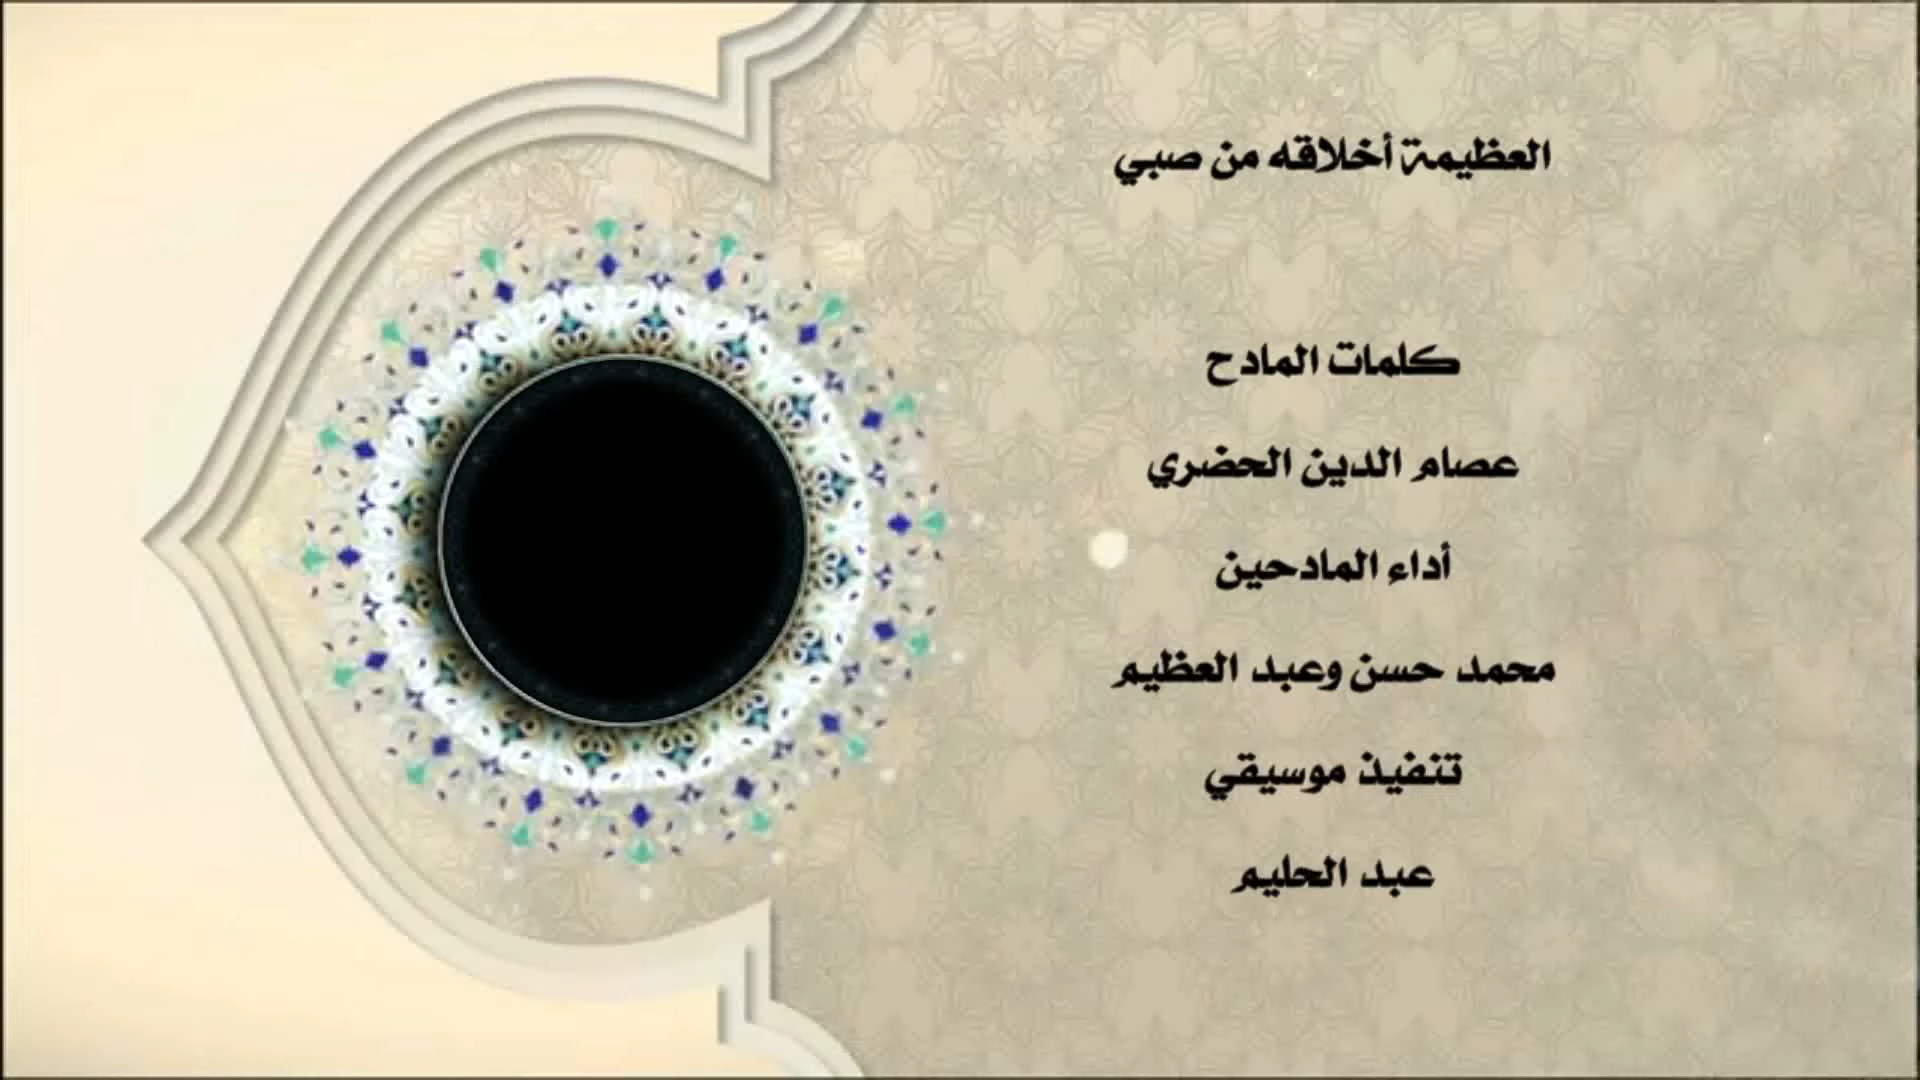 العظيمة أخلاقه من صبي
كلمات المادح
عصام الدين الحضري
أداء المادحين
محمد حسن وعبد العظيم
تنفيذ موسيقي
عبد الحليم